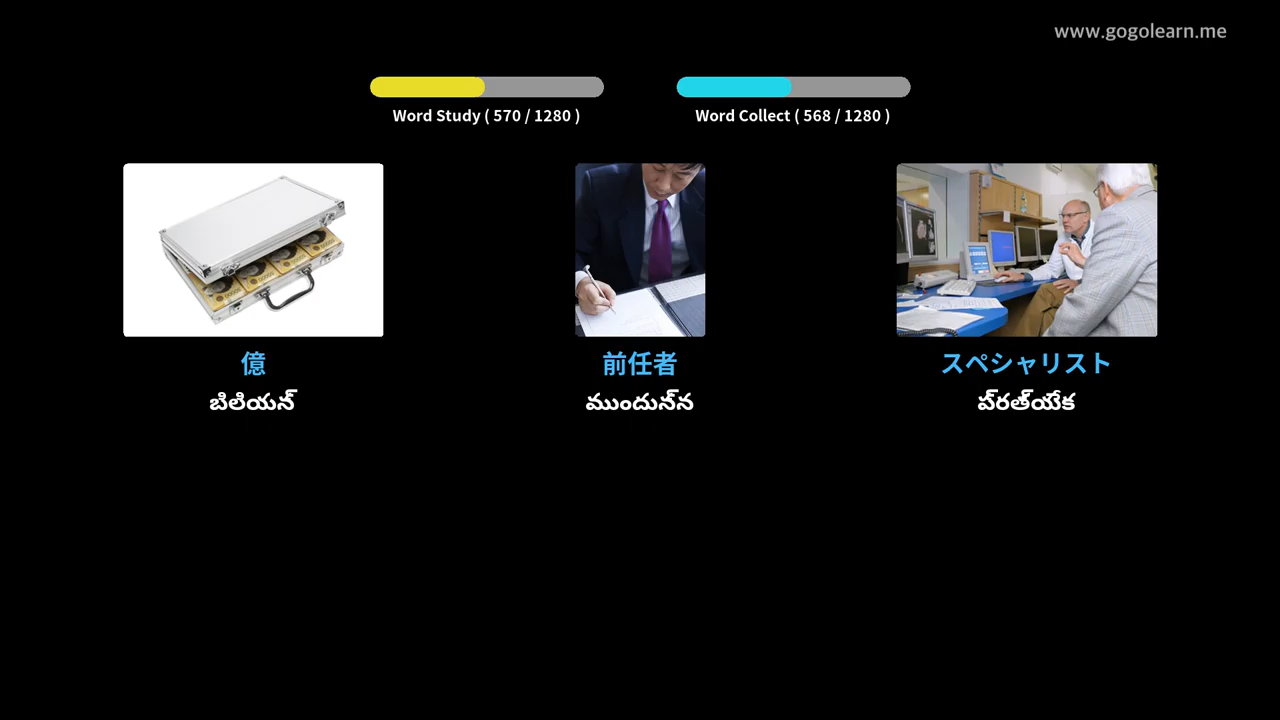 www.gogolearn.me
Word Study ( 570 / 1280 )
Word Collect ( 568 / 1280 )
億
前任者
スペシャリスト
బిలియన్
ముందున్న
ప్రత్యేక